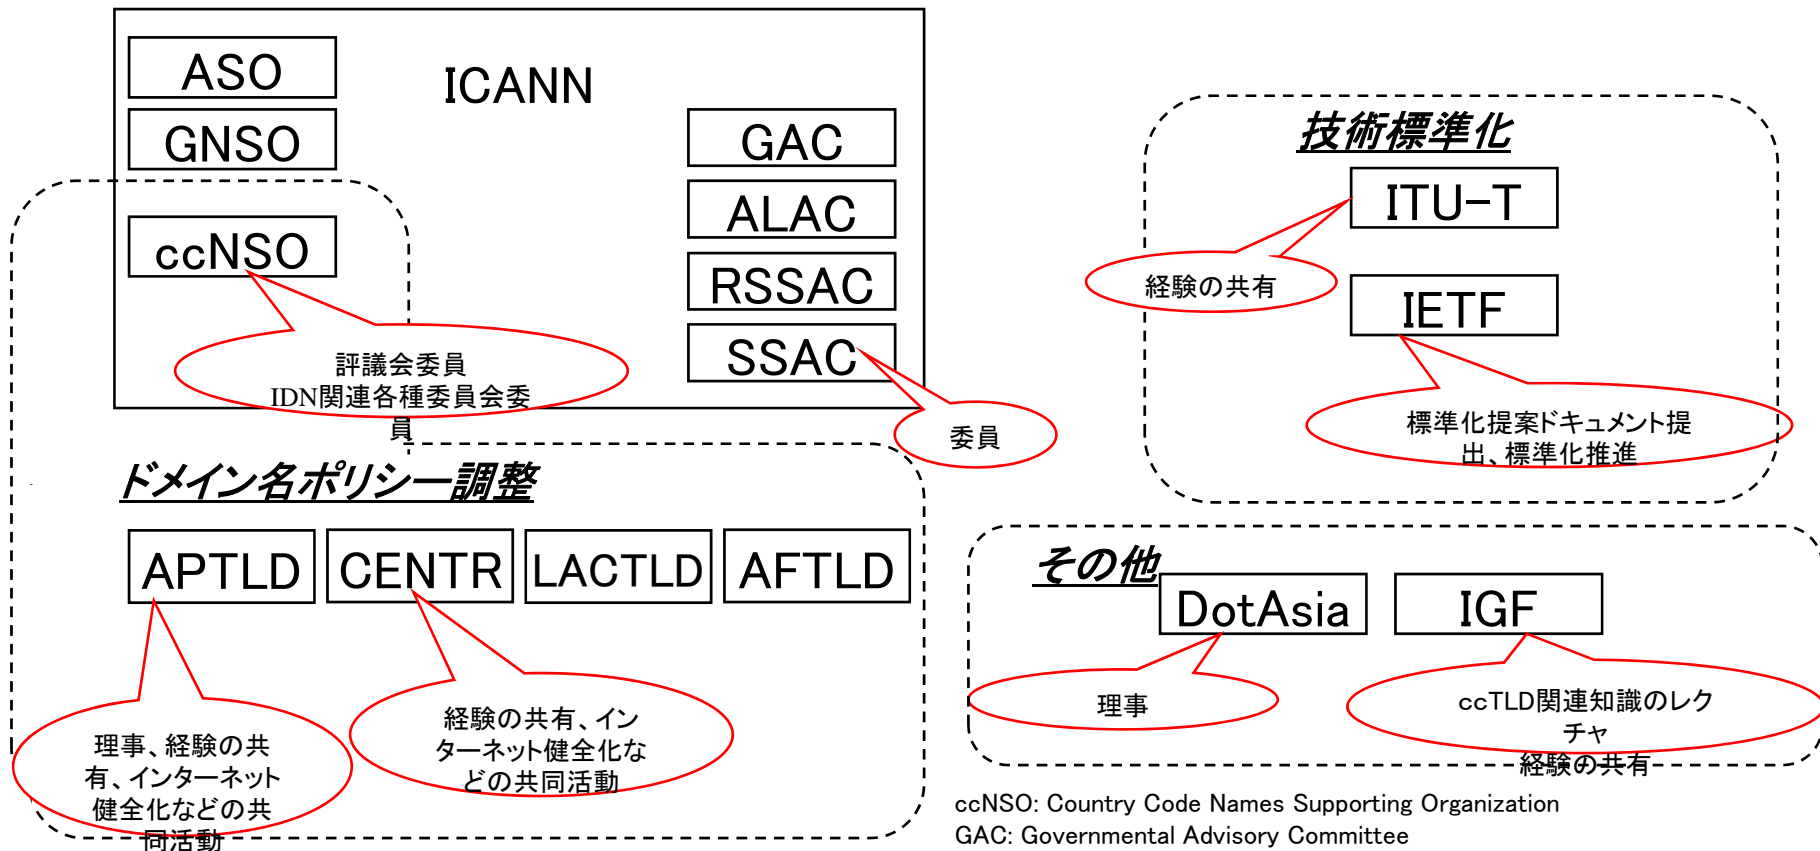 ICANN
ASO
GNSO
ccNSO
GAC
ALAC
RSSAC
SSAC
評議会委員
IDN関連各種委員会委
員
委員
ドメイン名ポリシー調整
APTLD
CENTR
LACTLD
AFTLD
理事、経験の共
有、インターネット
健全化などの共
同活動
経験の共有、イン
ターネット健全化な
どの共同活動
技術標準化
ITU-T
経験の共有
IETF
標準化提案ドキュメント提
出、標準化推進
その他
DotAsia
IGF
理事
ccTLD関連知識のレク
チャ
経験の共有
ccNSO: Country Code Names Supporting Organization
GAC: Governmental Advisory Committee